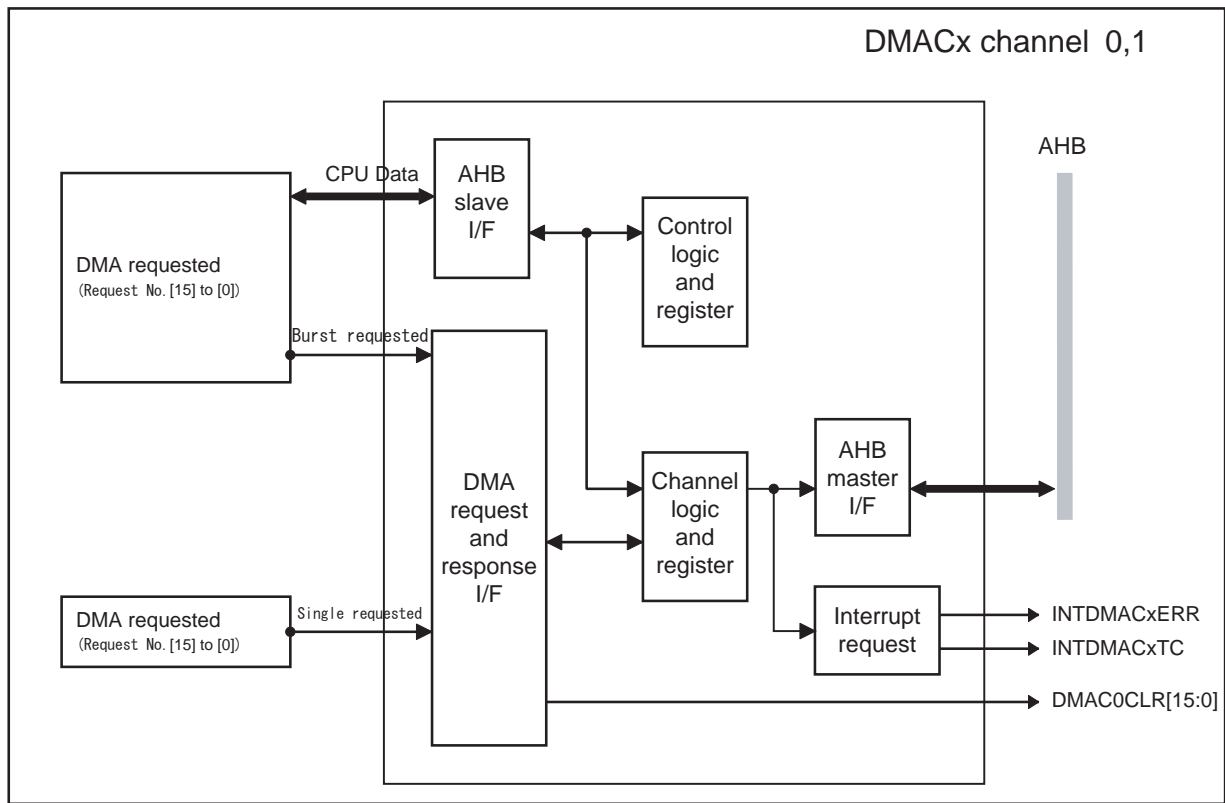 DMACx channel 0,1
AHB
CPU Data
AHB
slave
I/F
Control
logic
and
register
DMA requested
(Request No. [15] to [0])
Burst requested
DMA
request
and
response
I/F
Channel
logic
and
register
AHB
master
I/F
DMA requested
(Request No. [15] to [0])
Single requested
Interrupt
request
INTDMACxERR
INTDMACxTC
DMAC0CLR[15:0]